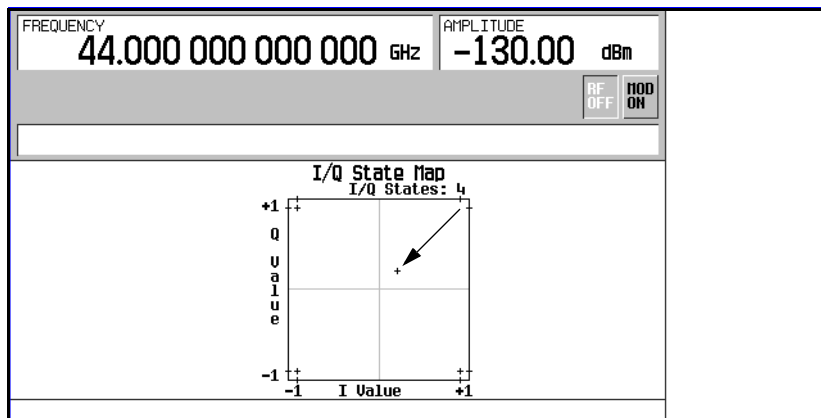 FREQUENCY
44.000 000 000 000 GHz
AMPLITUDE
-130.00 dBm
RF OFF
MOD ON
I/Q State Map
I/Q States: 4
+1
Q Value
-1
-1 I Value +1